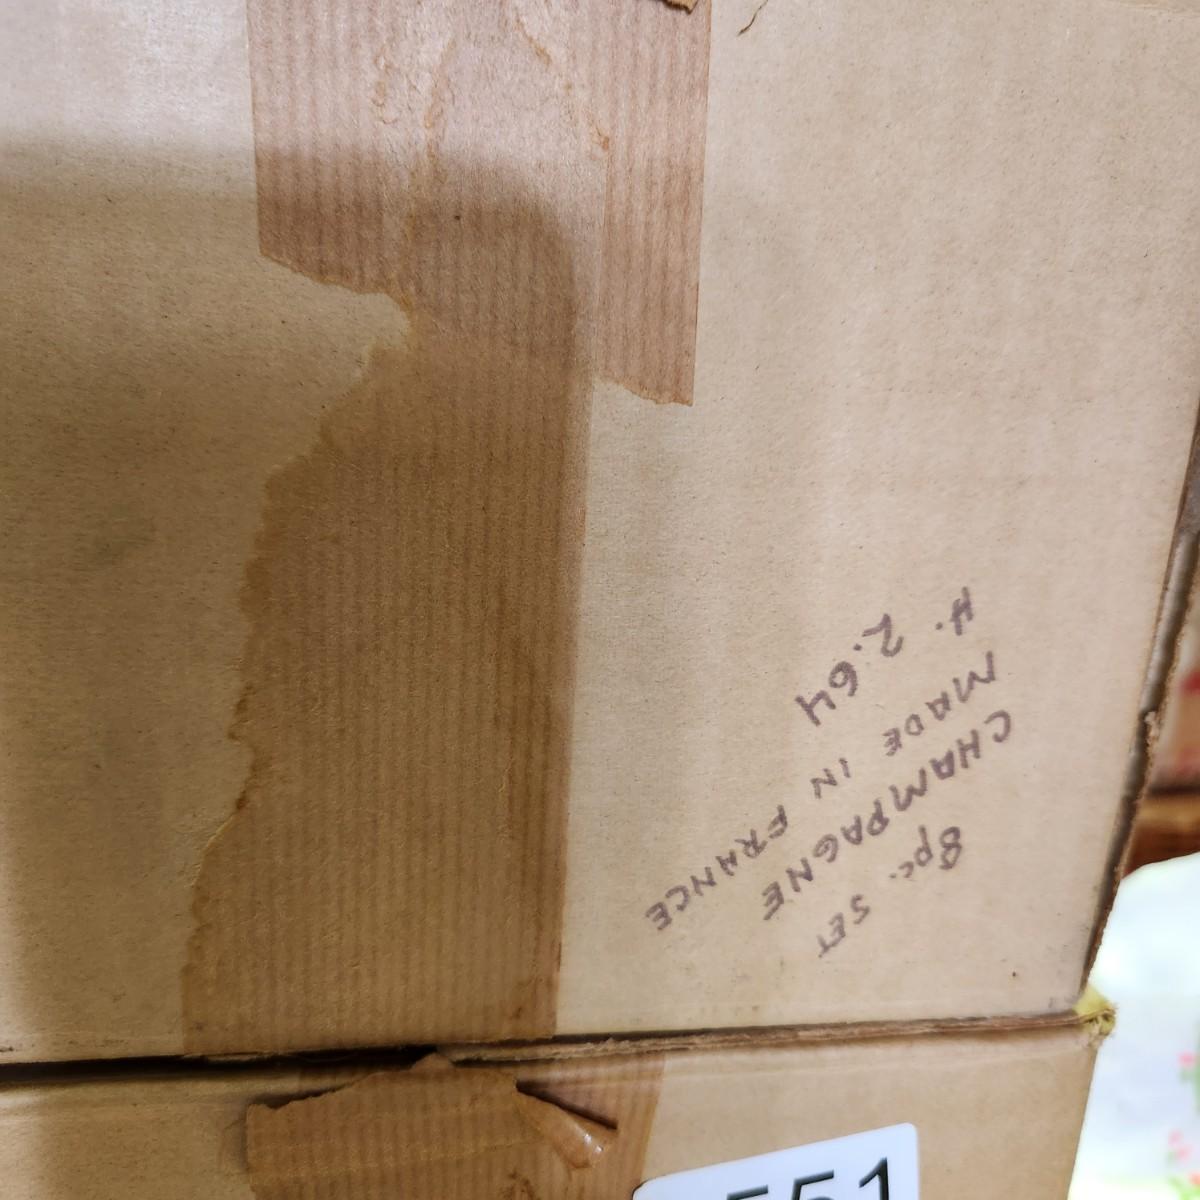 8pc. SET
CHAMPAGNE
MADE IN FRANCE
H. 2.64
551